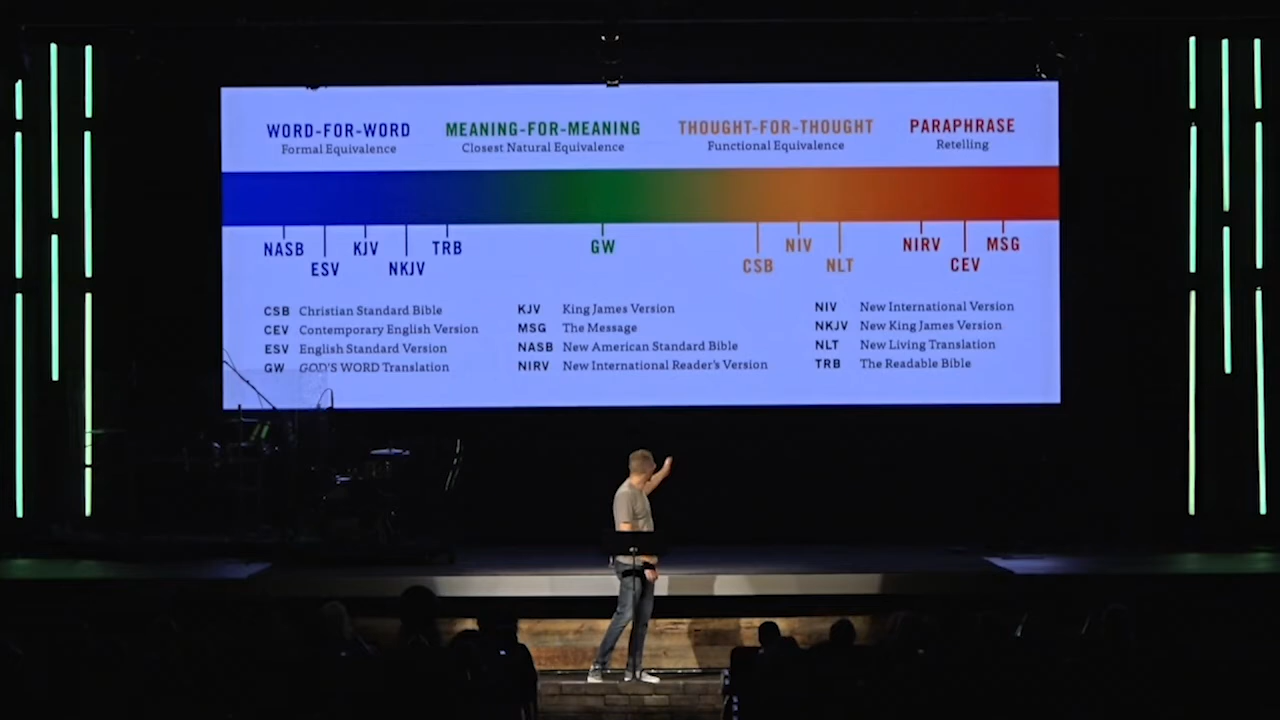 WORD-FOR-WORD
Formal Equivalence
MEANING-FOR-MEANING
Closest Natural Equivalence
THOUGHT-FOR-THOUGHT
Functional Equivalence
PARAPHRASE
Retelling
NASB
ESV
KJV
NKJV
TRB
GW
CSB
NIV
NLT
NIRV
CEV
MSG
CSB Christian Standard Bible
CEV Contemporary English Version
ESV English Standard Version
GW GOD'S WORD Translation
KJV King James Version
MSG The Message
NASB New American Standard Bible
NIRV New International Reader's Version
NIV New International Version
NKJV New King James Version
NLT New Living Translation
TRB The Readable Bible